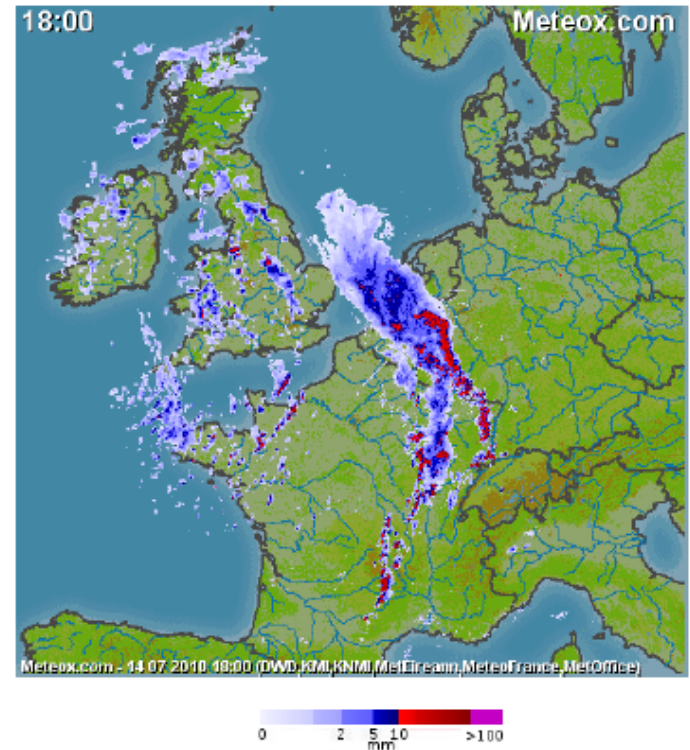 18:00
Meteox.com
Meteox.com - 14 07 2010 18:00 (DWD,KMI,KNMI,MetEireann,MeteoFrance,MetOffice)
0 2 5 10 >100
mm